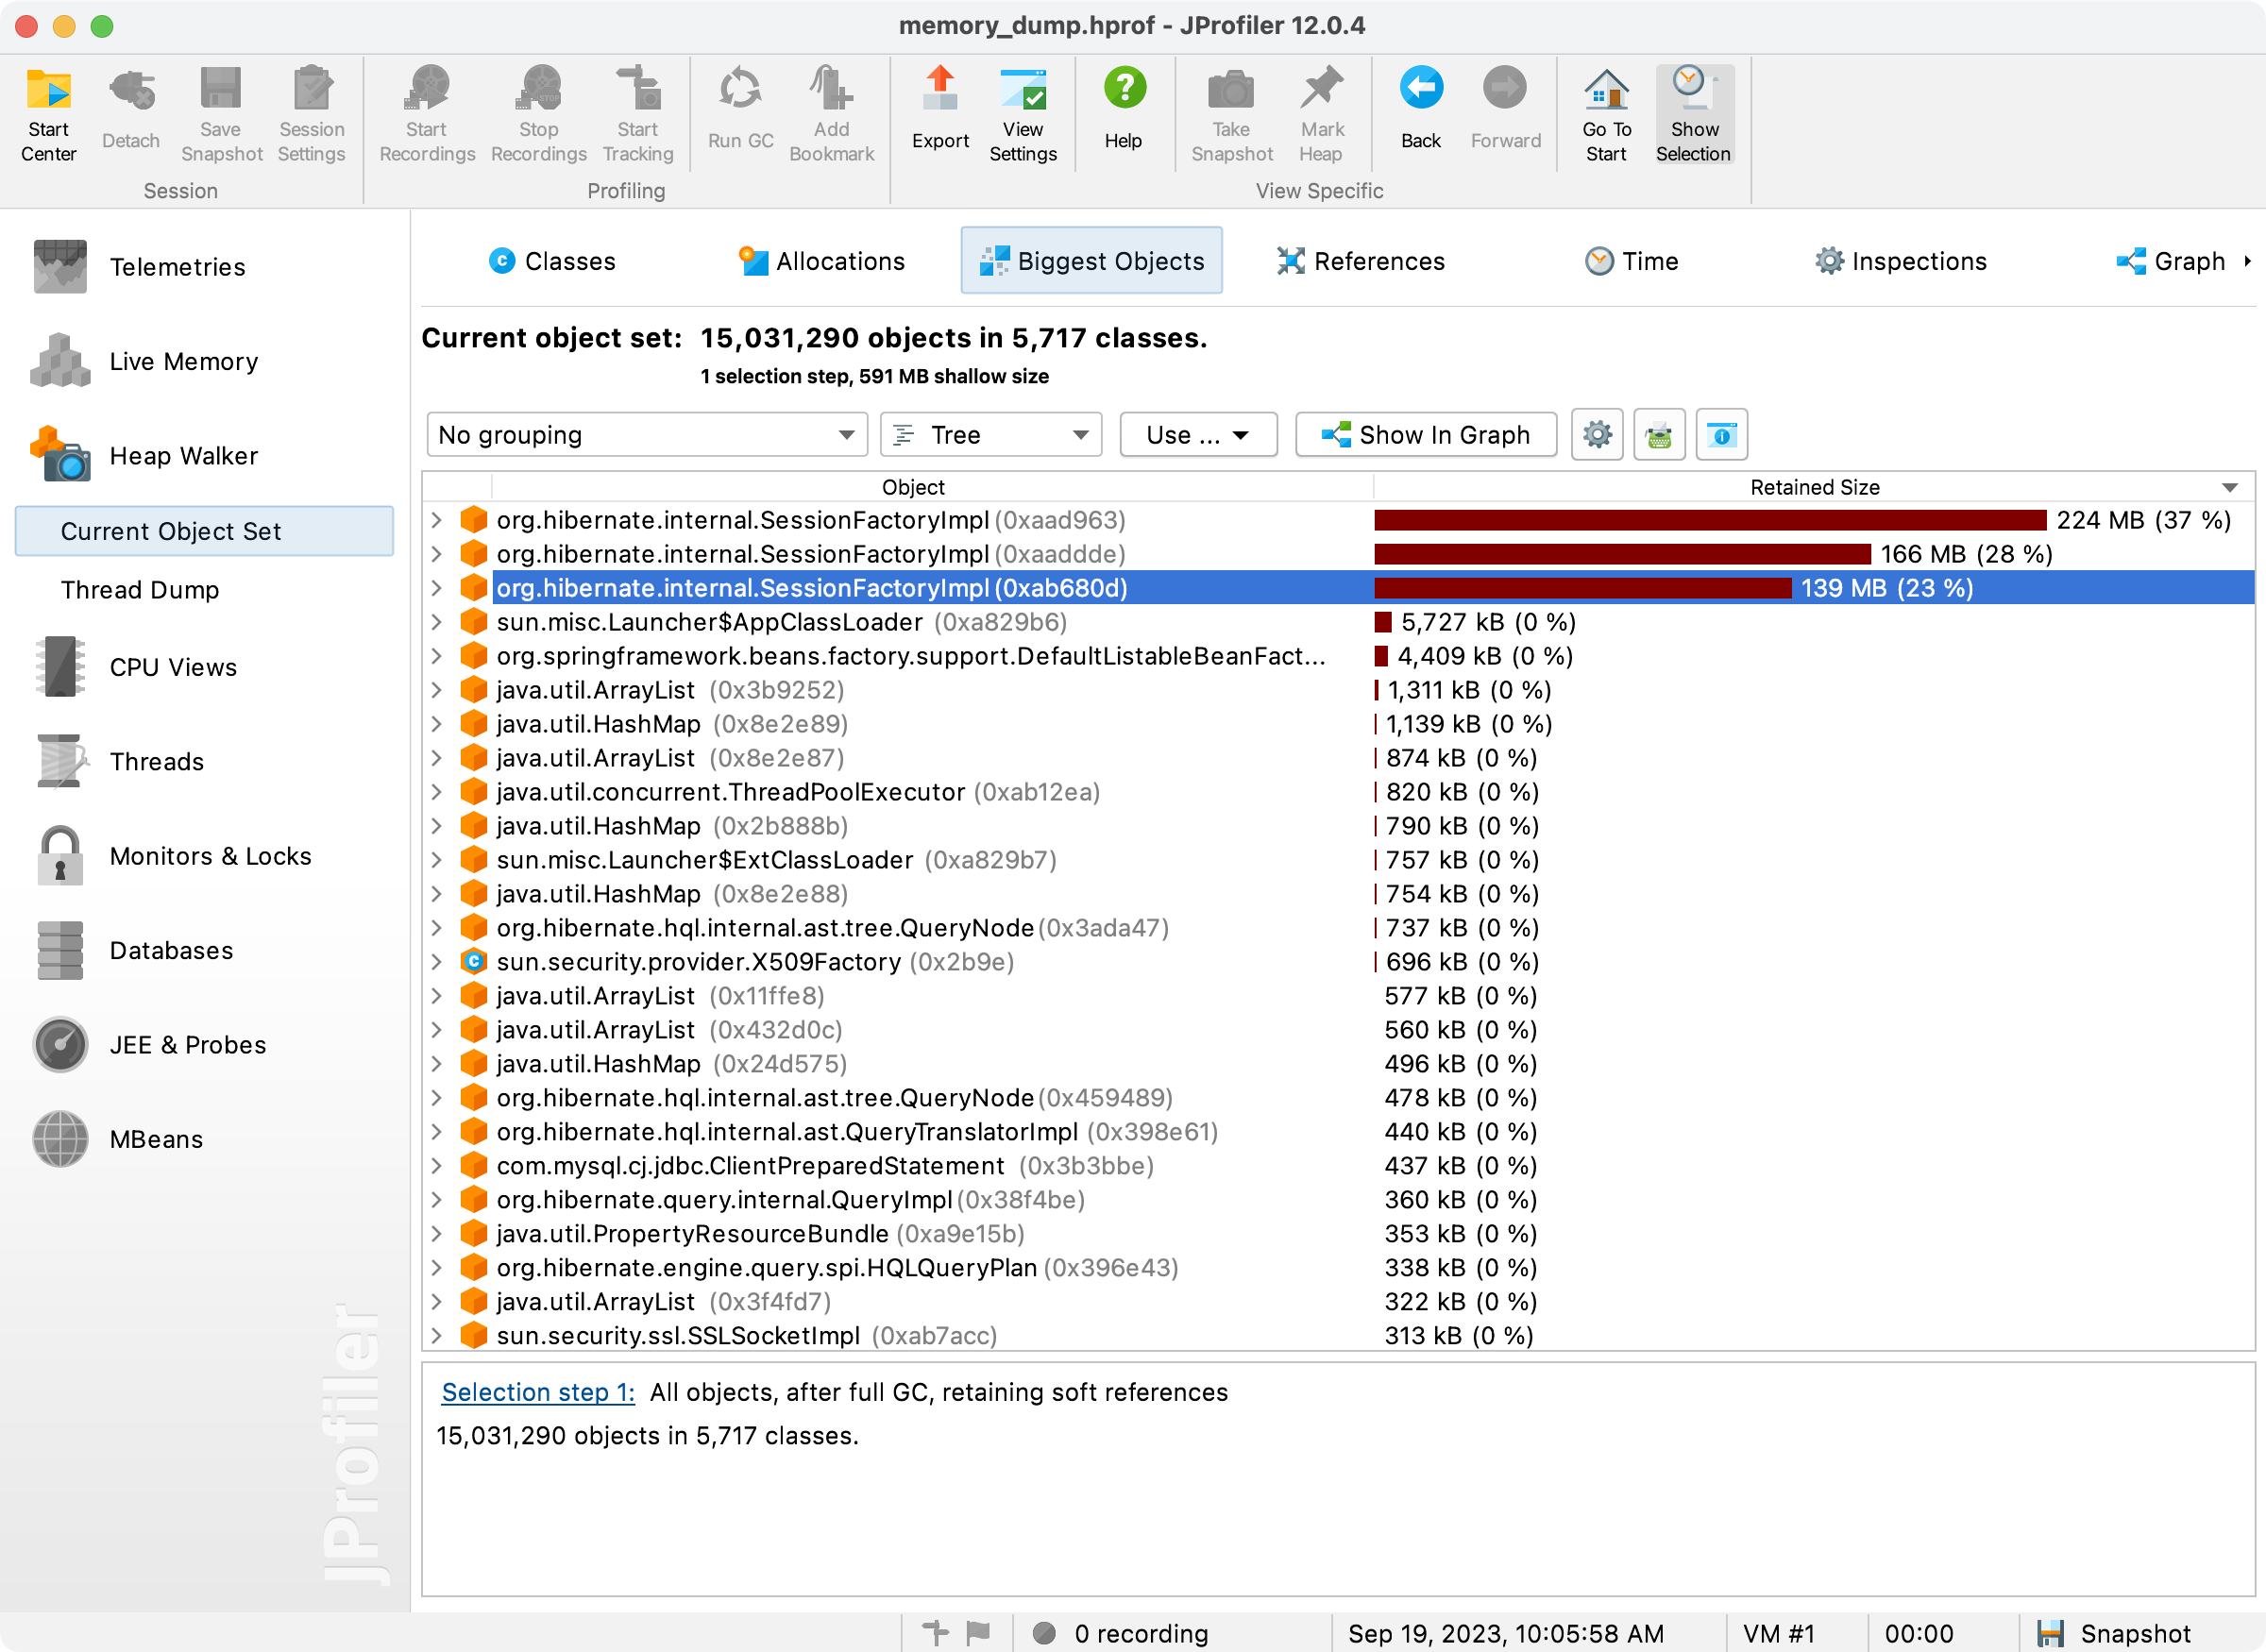 memory_dump.hprof - JProfiler 12.0.4
Start Center
Detach
Save Snapshot
Session Settings
Start Recordings
Stop Recordings
Start Tracking
Run GC
Add Bookmark
Export
View Settings
Help
Take Snapshot
Mark Heap
Back
Forward
Go To Start
Show Selection
Session
Profiling
View Specific
Telemetries
Live Memory
Heap Walker
Current Object Set
Thread Dump
CPU Views
Threads
Monitors & Locks
Databases
JEE & Probes
MBeans
JProfiler
Classes
Allocations
Biggest Objects
References
Time
Inspections
Graph
Current object set: 15,031,290 objects in 5,717 classes.
1 selection step, 591 MB shallow size
No grouping
Tree
Use ...
Show In Graph
Object Retained Size
org.hibernate.internal.SessionFactoryImpl (0xaad963) 224 MB (37 %)
org.hibernate.internal.SessionFactoryImpl (0xaaddde) 166 MB (28 %)
org.hibernate.internal.SessionFactoryImpl (0xab680d) 139 MB (23 %)
sun.misc.Launcher$AppClassLoader (0xa829b6) 5,727 kB (0 %)
org.springframework.beans.factory.support.DefaultListableBeanFact... 4,409 kB (0 %)
java.util.ArrayList (0x3b9252) 1,311 kB (0 %)
java.util.HashMap (0x8e2e89) 1,139 kB (0 %)
java.util.ArrayList (0x8e2e87) 874 kB (0 %)
java.util.concurrent.ThreadPoolExecutor (0xab12ea) 820 kB (0 %)
java.util.HashMap (0x2b888b) 790 kB (0 %)
sun.misc.Launcher$ExtClassLoader (0xa829b7) 757 kB (0 %)
java.util.HashMap (0x8e2e88) 754 kB (0 %)
org.hibernate.hql.internal.ast.tree.QueryNode (0x3ada47) 737 kB (0 %)
sun.security.provider.X509Factory (0x2b9e) 696 kB (0 %)
java.util.ArrayList (0x11ffe8) 577 kB (0 %)
java.util.ArrayList (0x432d0c) 560 kB (0 %)
java.util.HashMap (0x24d575) 496 kB (0 %)
org.hibernate.hql.internal.ast.tree.QueryNode (0x459489) 478 kB (0 %)
org.hibernate.hql.internal.ast.QueryTranslatorImpl (0x398e61) 440 kB (0 %)
com.mysql.cj.jdbc.ClientPreparedStatement (0x3b3bbe) 437 kB (0 %)
org.hibernate.query.internal.QueryImpl (0x38f4be) 360 kB (0 %)
java.util.PropertyResourceBundle (0xa9e15b) 353 kB (0 %)
org.hibernate.engine.query.spi.HQLQueryPlan (0x396e43) 338 kB (0 %)
java.util.ArrayList (0x3f4fd7) 322 kB (0 %)
sun.security.ssl.SSLSocketImpl (0xab7acc) 313 kB (0 %)
Selection step 1: All objects, after full GC, retaining soft references
15,031,290 objects in 5,717 classes.
0 recording
Sep 19, 2023, 10:05:58 AM
VM #1
00:00
Snapshot